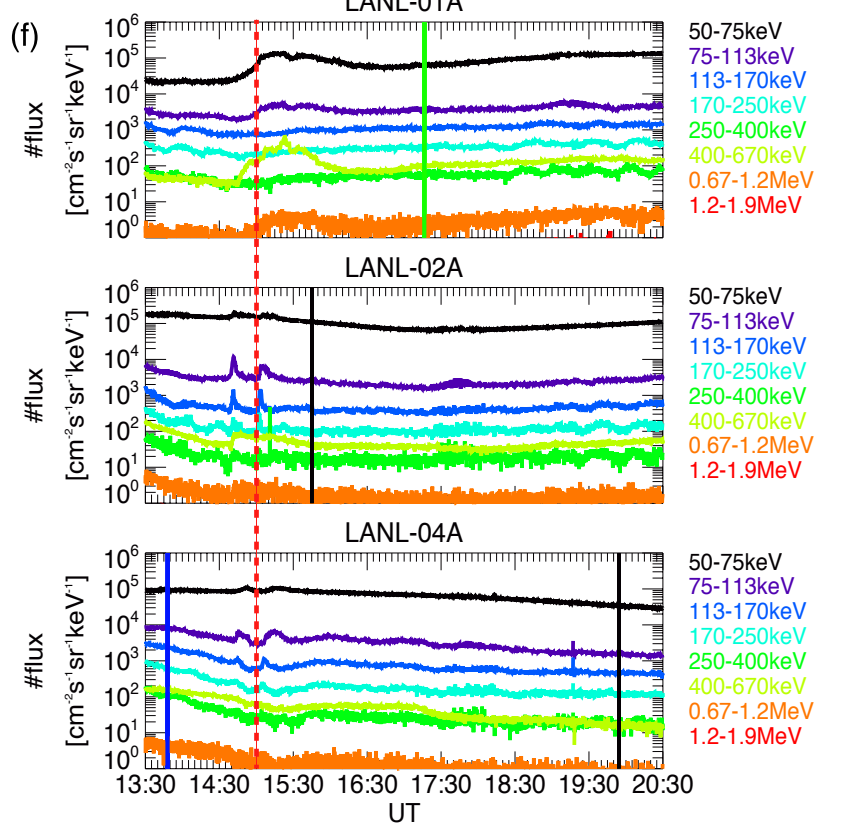 LANL-01A
(f)
#flux
[cm⁻²s⁻¹sr⁻¹keV⁻¹]
10⁶
10⁵
10⁴
10³
10²
10¹
10⁰
50-75keV
75-113keV
113-170keV
170-250keV
250-400keV
400-670keV
0.67-1.2MeV
1.2-1.9MeV
LANL-02A
#flux
[cm⁻²s⁻¹sr⁻¹keV⁻¹]
10⁶
10⁵
10⁴
10³
10²
10¹
10⁰
50-75keV
75-113keV
113-170keV
170-250keV
250-400keV
400-670keV
0.67-1.2MeV
1.2-1.9MeV
LANL-04A
#flux
[cm⁻²s⁻¹sr⁻¹keV⁻¹]
10⁶
10⁵
10⁴
10³
10²
10¹
10⁰
50-75keV
75-113keV
113-170keV
170-250keV
250-400keV
400-670keV
0.67-1.2MeV
1.2-1.9MeV
13:30 14:30 15:30 16:30 17:30 18:30 19:30 20:30
UT